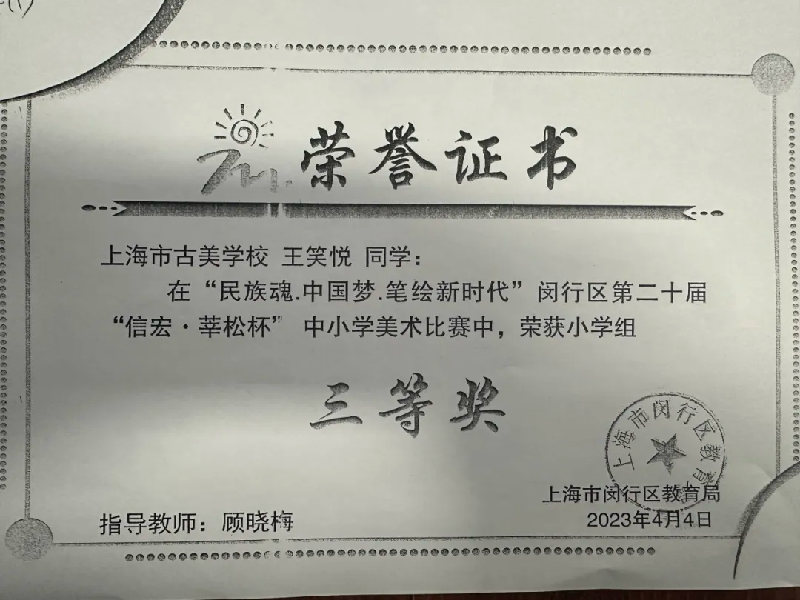 荣誉证书
上海市古美学校 王笑悦 同学：
在“民族魂.中国梦.笔绘新时代”闵行区第二十届
“信宏·莘松杯” 中小学美术比赛中，荣获小学组
三等奖
上海市闵行区教育
上海市闵行区教育局
指导教师：顾晓梅
2023年4月4日